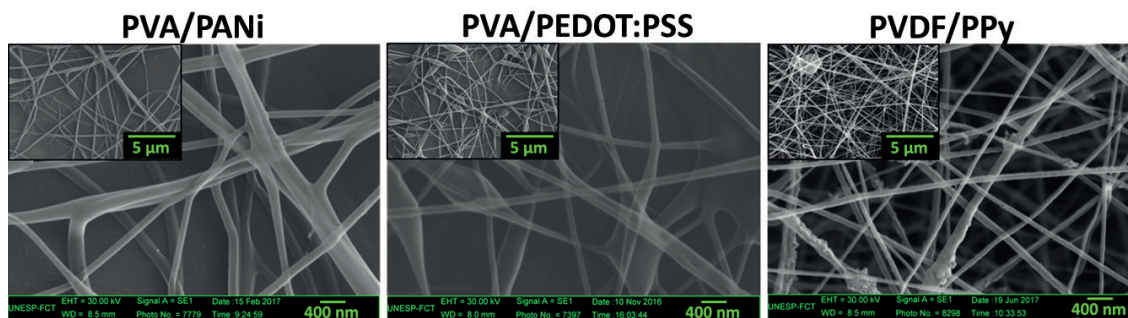 PVA/PANi
5 µm
UNESP-FCT
EHT = 30.00 kV Signal A = SE1 Date :15 Feb 2017
WD = 8.5 mm Photo No. = 7779 Time :9:24:59
400 nm
PVA/PEDOT:PSS
5 µm
UNESP-FCT
EHT = 30.00 kV Signal A = SE1 Date :10 Nov 2016
WD = 8.0 mm Photo No. = 7397 Time :16:03:44
400 nm
PVDF/PPy
5 µm
UNESP-FCT
EHT = 30.00 kV Signal A = SE1 Date :19 Jun 2017
WD = 8.5 mm Photo No. = 8298 Time :10:33:53
400 nm